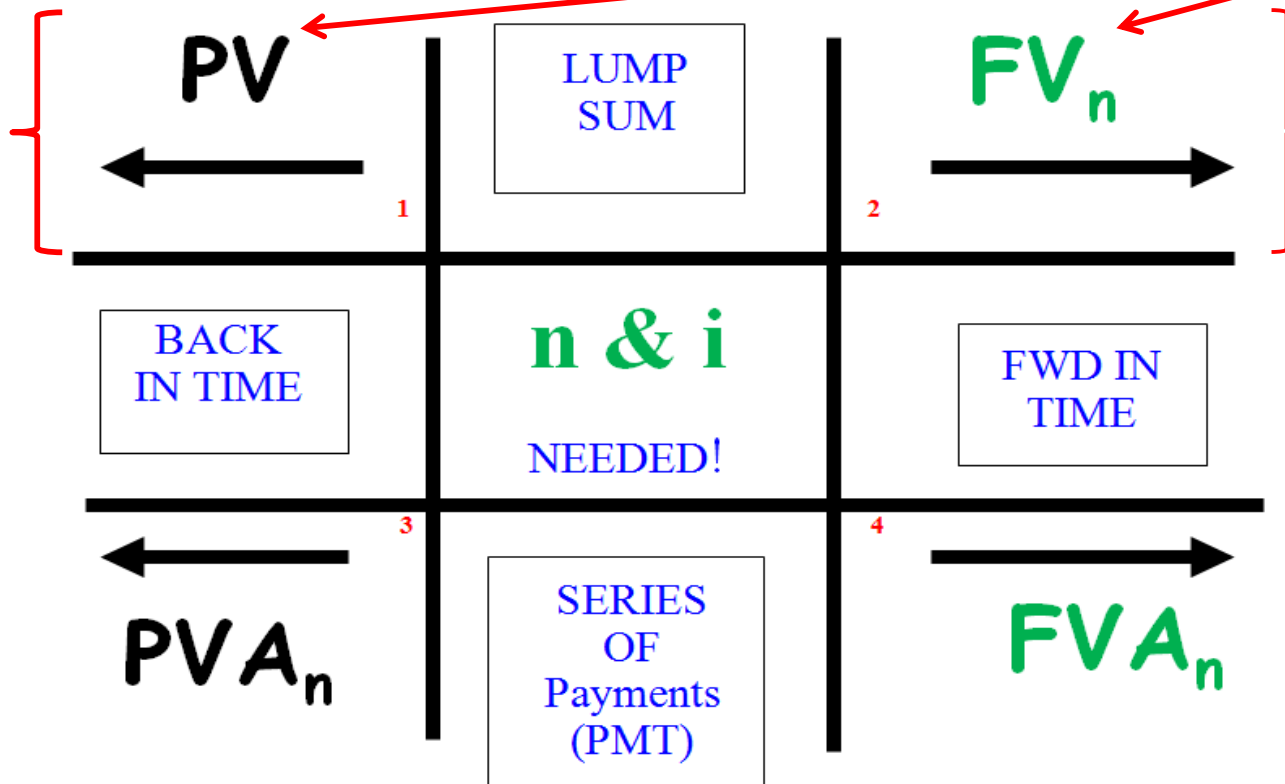 PV
LUMP
SUM
FVn
1
2
BACK
IN TIME
n & i
NEEDED!
FWD IN
TIME
3
4
PVAn
SERIES
OF
Payments
(PMT)
FVAn